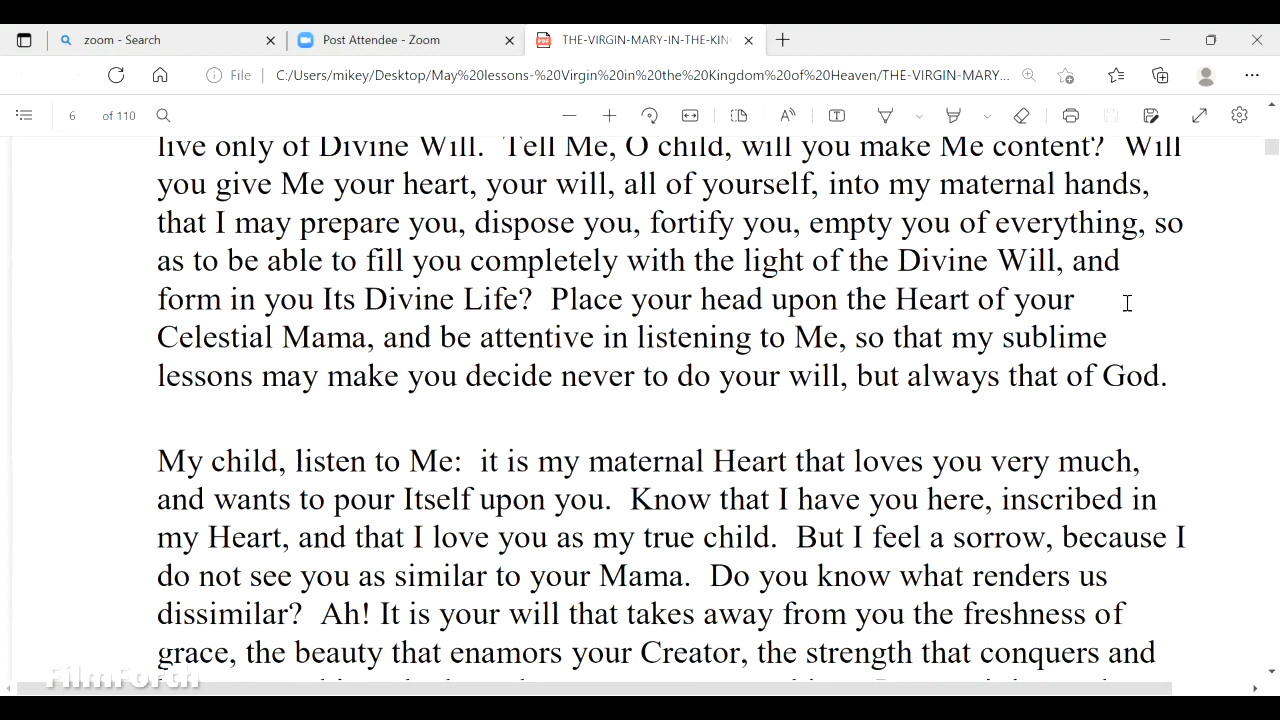 zoom - Search
Post Attendee - Zoom
THE-VIRGIN-MARY-IN-THE-KIN
File
C:/Users/mikey/Desktop/May%20lessons-%20Virgin%20in%20the%20Kingdom%20of%20Heaven/THE-VIRGIN-MARY...
6 of 110
live only of Divine Will. Tell Me, O child, will you make Me content? Will
you give Me your heart, your will, all of yourself, into my maternal hands,
that I may prepare you, dispose you, fortify you, empty you of everything, so
as to be able to fill you completely with the light of the Divine Will, and
form in you Its Divine Life? Place your head upon the Heart of your
Celestial Mama, and be attentive in listening to Me, so that my sublime
lessons may make you decide never to do your will, but always that of God.
My child, listen to Me: it is my maternal Heart that loves you very much,
and wants to pour Itself upon you. Know that I have you here, inscribed in
my Heart, and that I love you as my true child. But I feel a sorrow, because I
do not see you as similar to your Mama. Do you know what renders us
dissimilar? Ah! It is your will that takes away from you the freshness of
grace, the beauty that enamors your Creator, the strength that conquers and
FilmForth